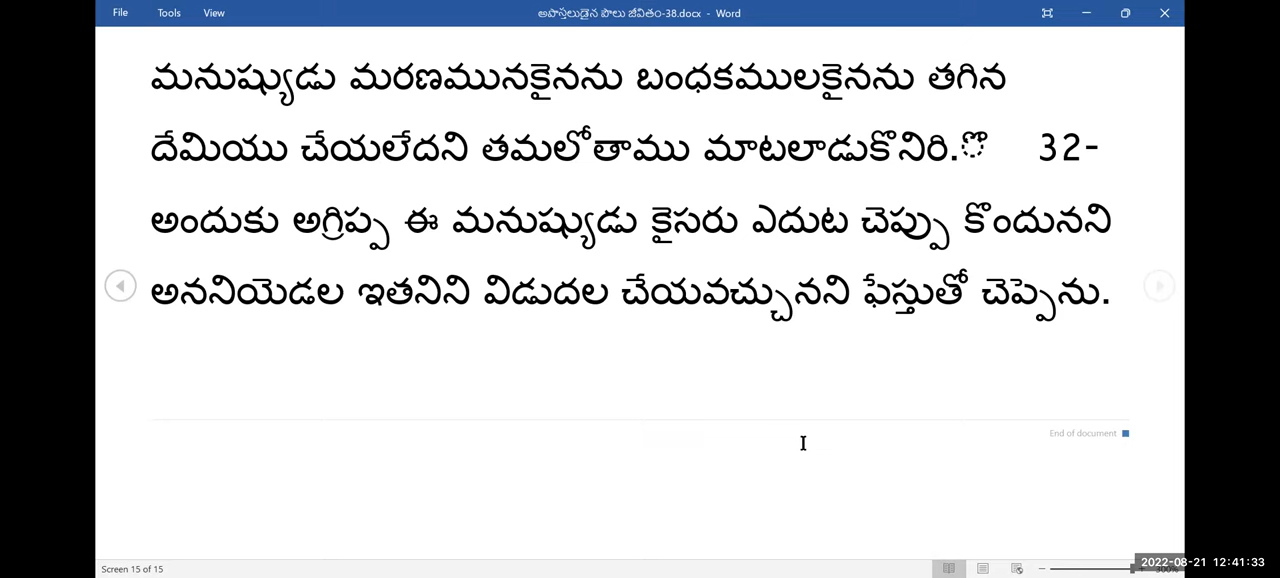 File Tools View అపొస్తలుడైన పౌలు జీవితం-38.docx - Word
మనుష్యుడు మరణమునకైనను బంధకములకైనను తగిన
దేమియు చేయలేదని తమలోతాము మాటలాడుకొనిరి.ొ 32-
అందుకు అగ్రిప్ప ఈ మనుష్యుడు కైసరు ఎదుట చెప్పు కొందునని
అననియెడల ఇతనిని విడుదల చేయవచ్చునని ఫేస్తుతో చెప్పెను.
End of document
Screen 15 of 15
2022-08-21 12:41:33